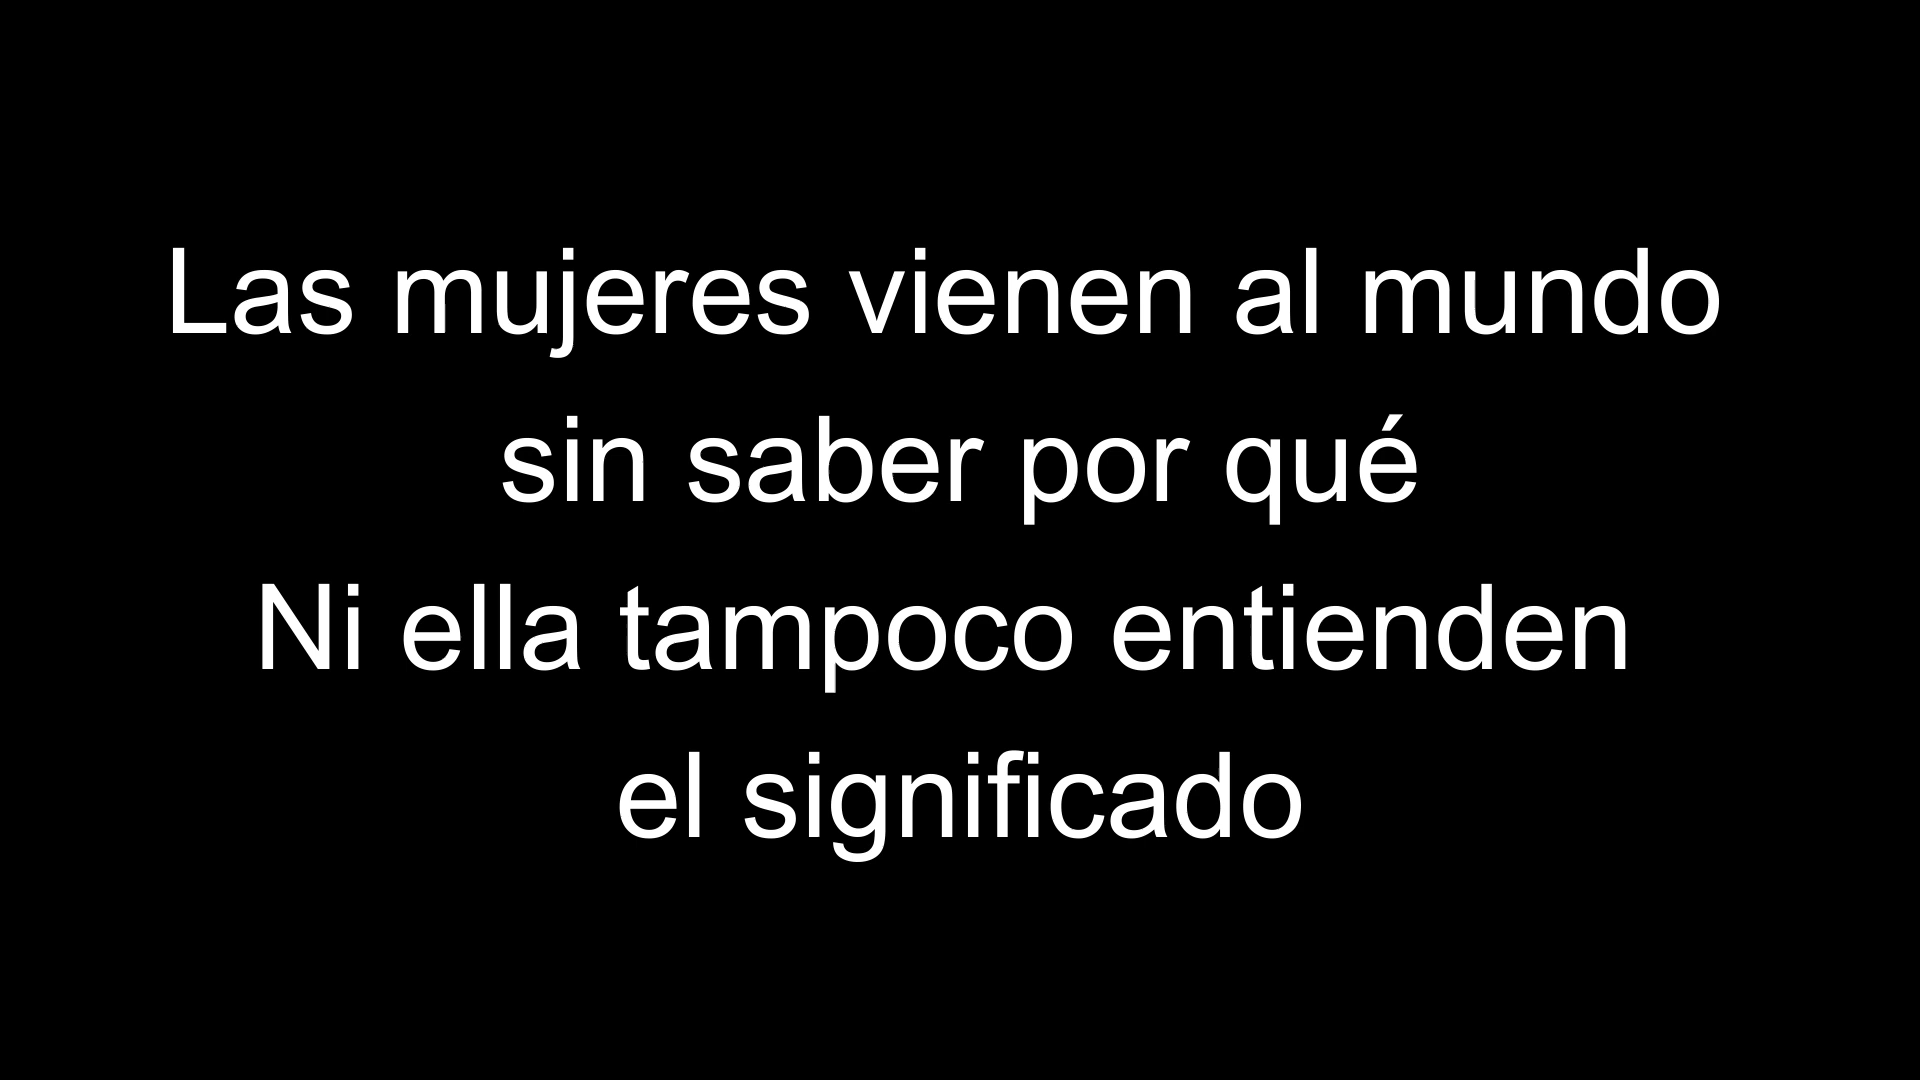 Las mujeres vienen al mundo
sin saber por qué
Ni ella tampoco entienden
el significado